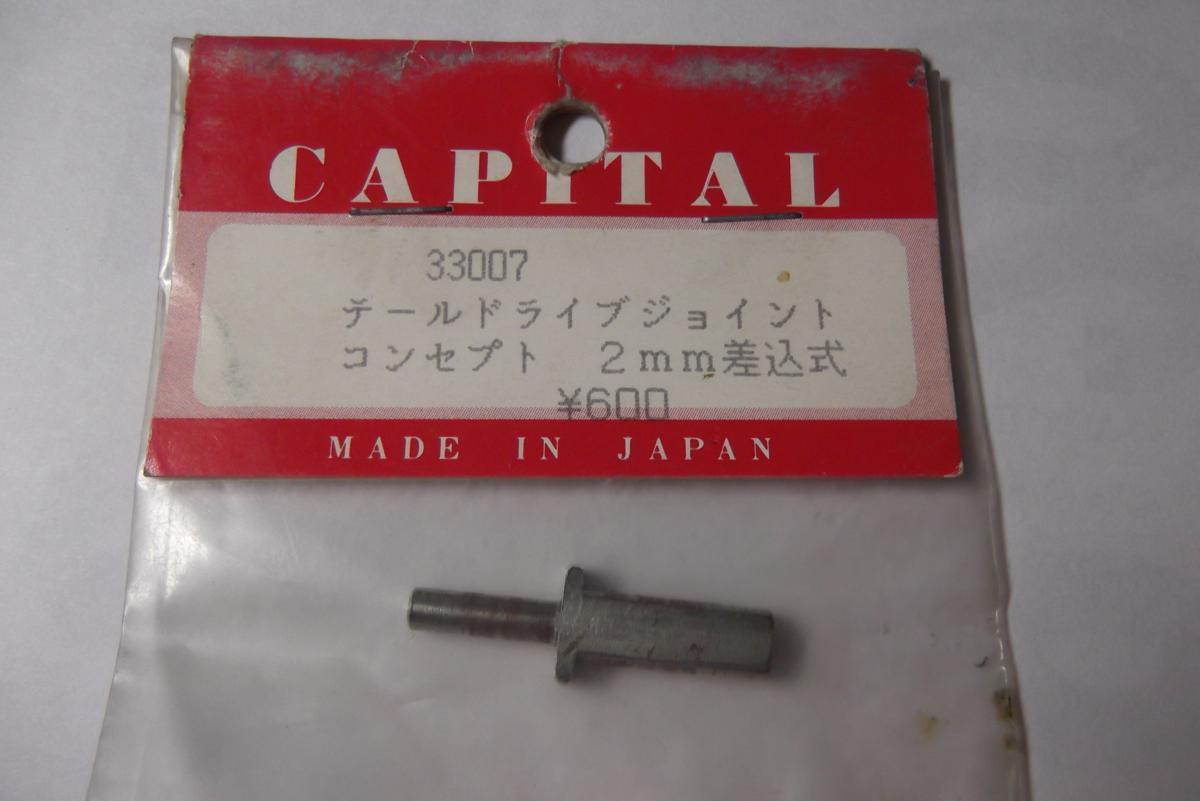 CAPITAL
33007
テールドライブジョイント
コンセプト　2mm差込式
¥600
MADE IN JAPAN